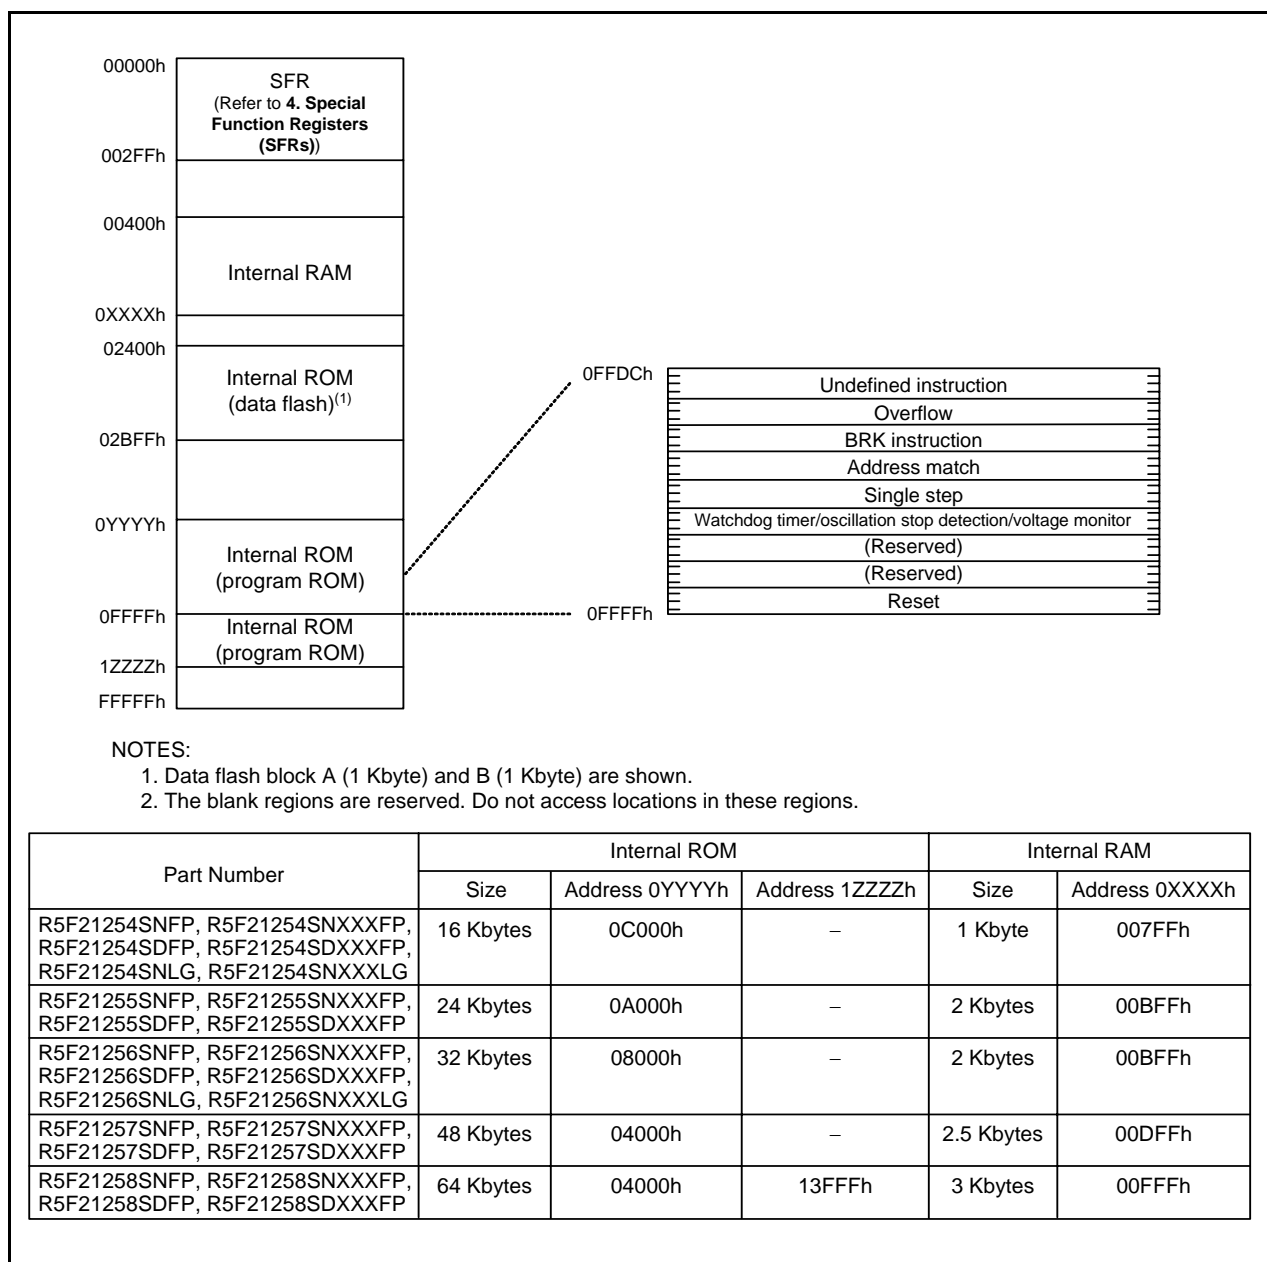 00000h
SFR
(Refer to 4. Special
Function Registers
(SFRs))
002FFh
00400h
Internal RAM
0XXXXh
02400h
Internal ROM
(data flash)(1)
02BFFh
0YYYYh
Internal ROM
(program ROM)
0FFFFh
Internal ROM
(program ROM)
1ZZZZh
FFFFFh
0FFDCh
Undefined instruction
Overflow
BRK instruction
Address match
Single step
Watchdog timer/oscillation stop detection/voltage monitor
(Reserved)
(Reserved)
0FFFFh
Reset
NOTES:
1. Data flash block A (1 Kbyte) and B (1 Kbyte) are shown.
2. The blank regions are reserved. Do not access locations in these regions.
Part Number Internal ROM Internal RAM
Size Address 0YYYYh Address 1ZZZZh Size Address 0XXXXh
R5F21254SNFP, R5F21254SNXXXFP,
R5F21254SDFP, R5F21254SDXXXFP,
R5F21254SNLG, R5F21254SNXXXLG
16 Kbytes 0C000h – 1 Kbyte 007FFh
R5F21255SNFP, R5F21255SNXXXFP,
R5F21255SDFP, R5F21255SDXXXFP
24 Kbytes 0A000h – 2 Kbytes 00BFFh
R5F21256SNFP, R5F21256SNXXXFP,
R5F21256SDFP, R5F21256SDXXXFP,
R5F21256SNLG, R5F21256SNXXXLG
32 Kbytes 08000h – 2 Kbytes 00BFFh
R5F21257SNFP, R5F21257SNXXXFP,
R5F21257SDFP, R5F21257SDXXXFP
48 Kbytes 04000h – 2.5 Kbytes 00DFFh
R5F21258SNFP, R5F21258SNXXXFP,
R5F21258SDFP, R5F21258SDXXXFP
64 Kbytes 04000h 13FFFh 3 Kbytes 00FFFh